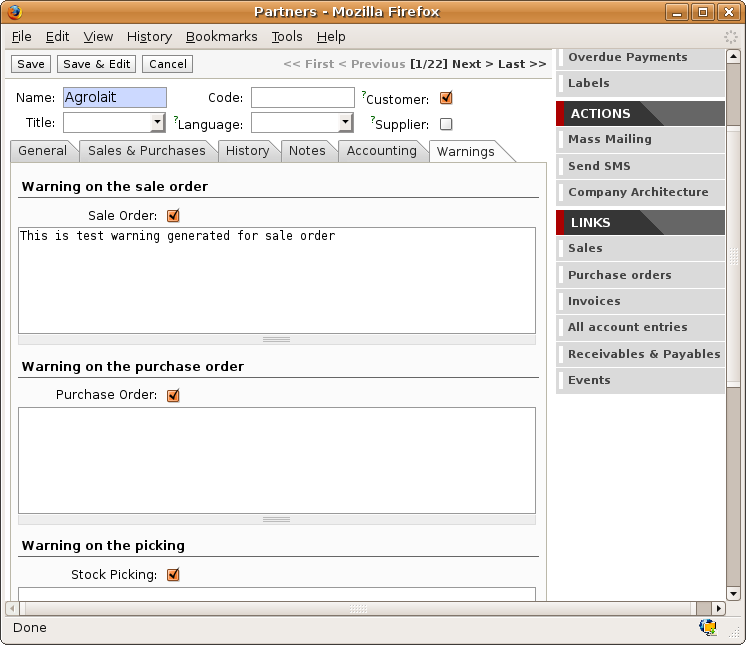 Partners - Mozilla Firefox
File Edit View History Bookmarks Tools Help
Save Save & Edit Cancel << First < Previous [1/22] Next > Last >>
Name: Agrolait Code: ?Customer:
Title: ?Language: ?Supplier:
General Sales & Purchases History Notes Accounting Warnings
Warning on the sale order
Sale Order:
This is test warning generated for sale order
Warning on the purchase order
Purchase Order:
Warning on the picking
Stock Picking:
Overdue Payments
Labels
ACTIONS
Mass Mailing
Send SMS
Company Architecture
LINKS
Sales
Purchase orders
Invoices
All account entries
Receivables & Payables
Events
Done